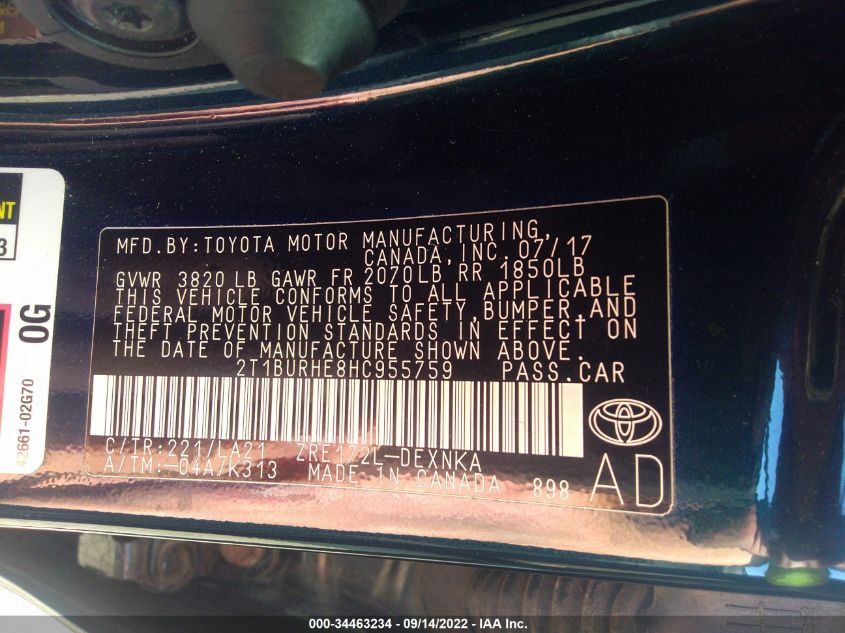 MFD.BY:TOYOTA MOTOR MANUFACTURING,
CANADA,INC. 07/17
GVWR 3820 LB GAWR FR 2070LB RR 1850LB
THIS VEHICLE CONFORMS TO ALL APPLICABLE
FEDERAL MOTOR VEHICLE SAFETY,BUMPER,AND
THEFT PREVENTION STANDARDS IN EFFECT ON
THE DATE OF MANUFACTURE SHOWN ABOVE.
2T1BURHE8HC955759 PASS.CAR
C/TR:221/LA21 ZRE172L-DEXNKA
A/TM:-04A/K313 MADE IN CANADA 898
AD
NT
3
0G
42661-02G70
000-34463234 - 09/14/2022 - IAA Inc.